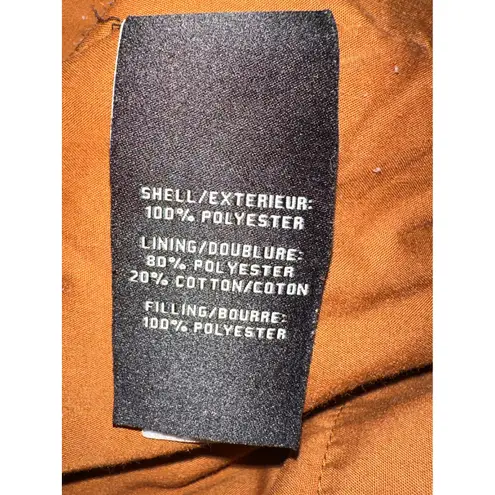 SHELL/EXTERIEUR:
100% POLYESTER
LINING/DOUBLURE:
80% POLYESTER
20% COTTON/COTON
FILLING/BOURRE:
100% POLYESTER